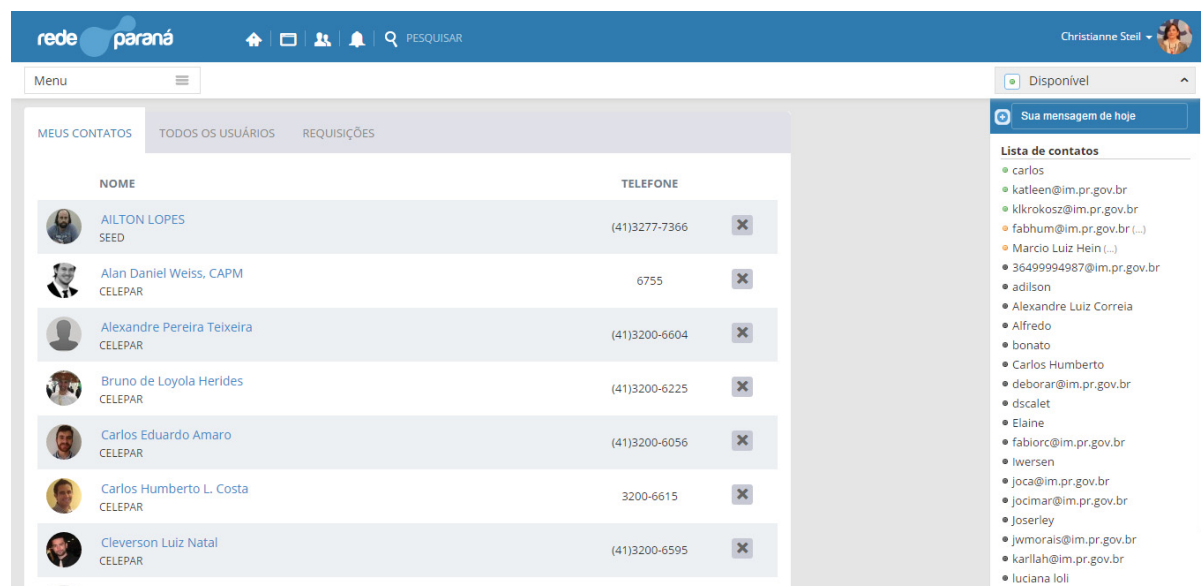 rede paraná
PESQUISAR
Christianne Steil
Menu
Disponível
MEUS CONTATOS TODOS OS USUÁRIOS REQUISIÇÕES
NOME TELEFONE
AILTON LOPES
SEED
(41)3277-7366
Alan Daniel Weiss, CAPM
CELEPAR
6755
Alexandre Pereira Teixeira
CELEPAR
(41)3200-6604
Bruno de Loyola Herides
CELEPAR
(41)3200-6225
Carlos Eduardo Amaro
CELEPAR
(41)3200-6056
Carlos Humberto L. Costa
CELEPAR
3200-6615
Cleverson Luiz Natal
CELEPAR
(41)3200-6595
Sua mensagem de hoje
Lista de contatos
carlos
katleen@im.pr.gov.br
klkrokosz@im.pr.gov.br
fabhum@im.pr.gov.br (...)
Marcio Luiz Hein (...)
36499994987@im.pr.gov.br
adilson
Alexandre Luiz Correia
Alfredo
bonato
Carlos Humberto
deborar@im.pr.gov.br
dscalet
Elaine
fabiorc@im.pr.gov.br
Iwersen
joca@im.pr.gov.br
jocimar@im.pr.gov.br
Joserley
jwmorais@im.pr.gov.br
karllah@im.pr.gov.br
luciana loli